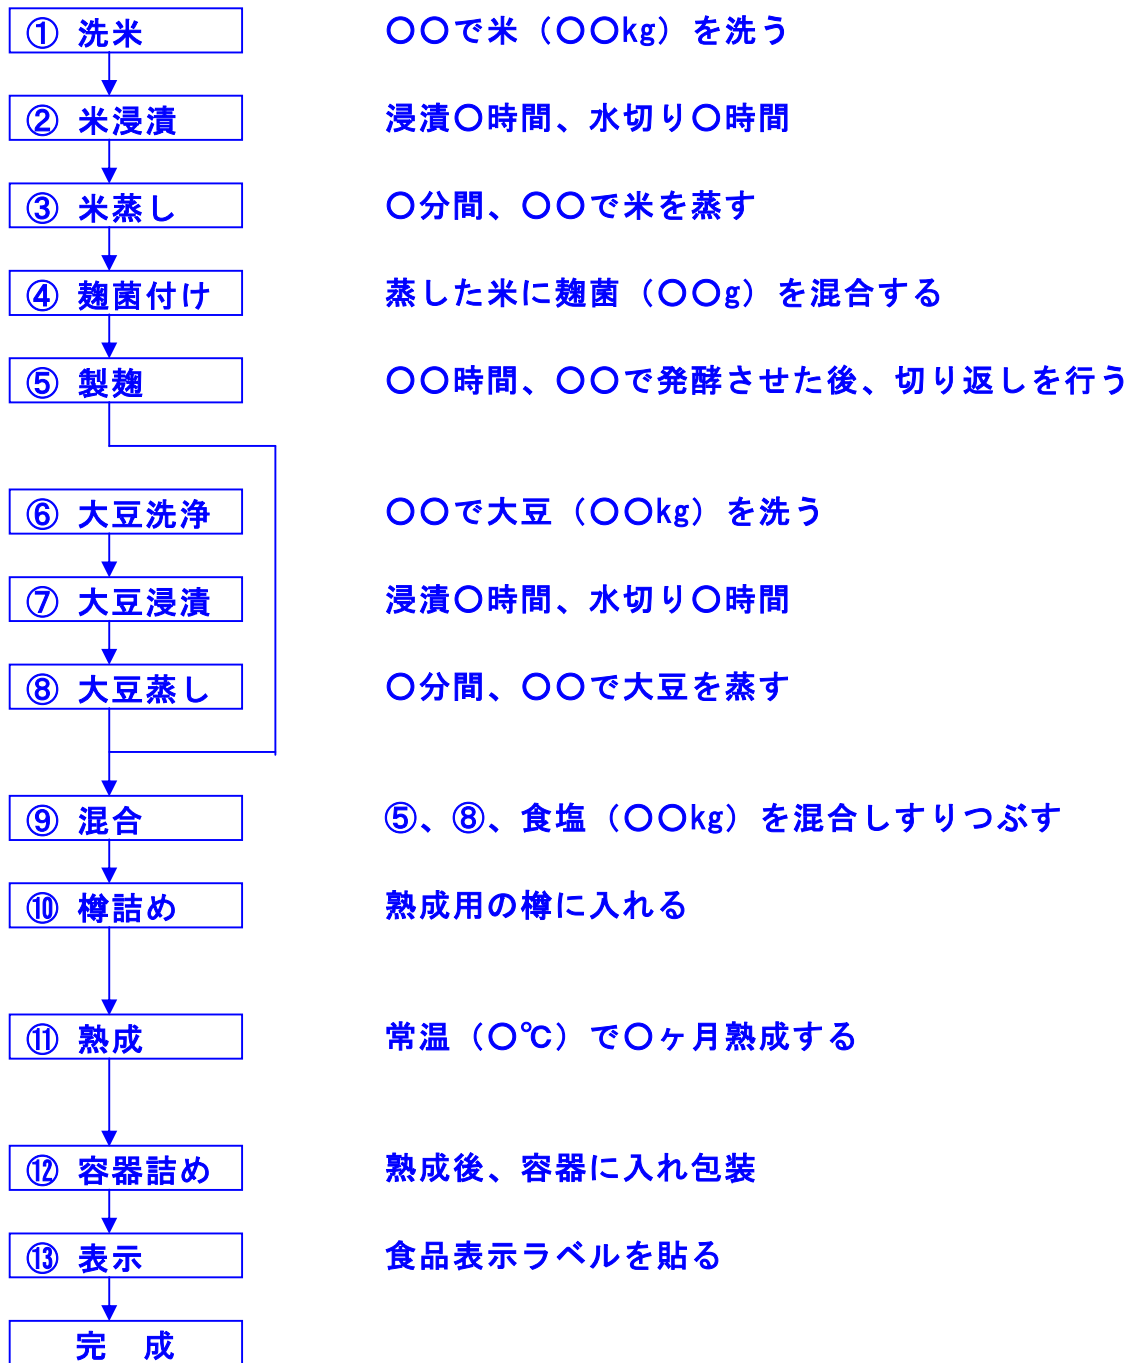 ① 洗米　〇〇で米（〇〇kg）を洗う
② 米浸漬　浸漬〇時間、水切り〇時間
③ 米蒸し　〇分間、〇〇で米を蒸す
④ 麹菌付け　蒸した米に麹菌（〇〇g）を混合する
⑤ 製麹　〇〇時間、〇〇で発酵させた後、切り返しを行う
⑥ 大豆洗浄　〇〇で大豆（〇〇kg）を洗う
⑦ 大豆浸漬　浸漬〇時間、水切り〇時間
⑧ 大豆蒸し　〇分間、〇〇で大豆を蒸す
⑨ 混合　⑤、⑧、食塩（〇〇kg）を混合しすりつぶす
⑩ 樽詰め　熟成用の樽に入れる
⑪ 熟成　常温（〇℃）で〇ヶ月熟成する
⑫ 容器詰め　熟成後、容器に入れ包装
⑬ 表示　食品表示ラベルを貼る
完　成